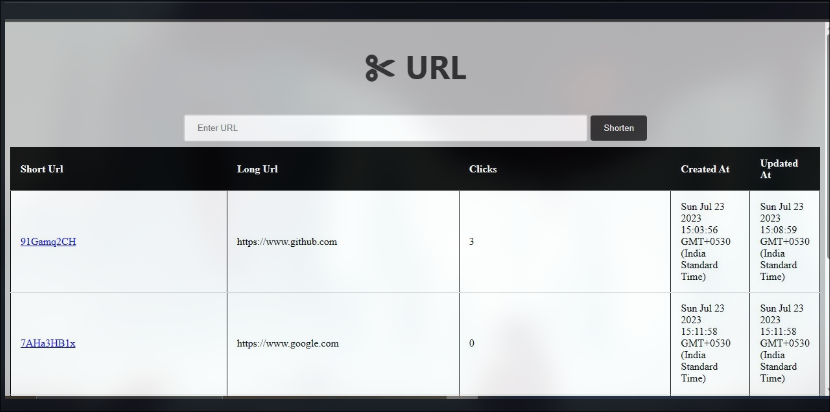 URL
Enter URL
Shorten
Short Url
Long Url
Clicks
Created At
Updated
At
91Gamq2CH
https://www.github.com
3
Sun Jul 23
2023
15:03:56
GMT+0530
(India
Standard
Time)
Sun Jul 23
2023
15:08:59
GMT+0530
(India
Standard
Time)
7AHa3HB1x
https://www.google.com
0
Sun Jul 23
2023
15:11:58
GMT+0530
(India
Standard
Time)
Sun Jul 23
2023
15:11:58
GMT+0530
(India
Standard
Time)